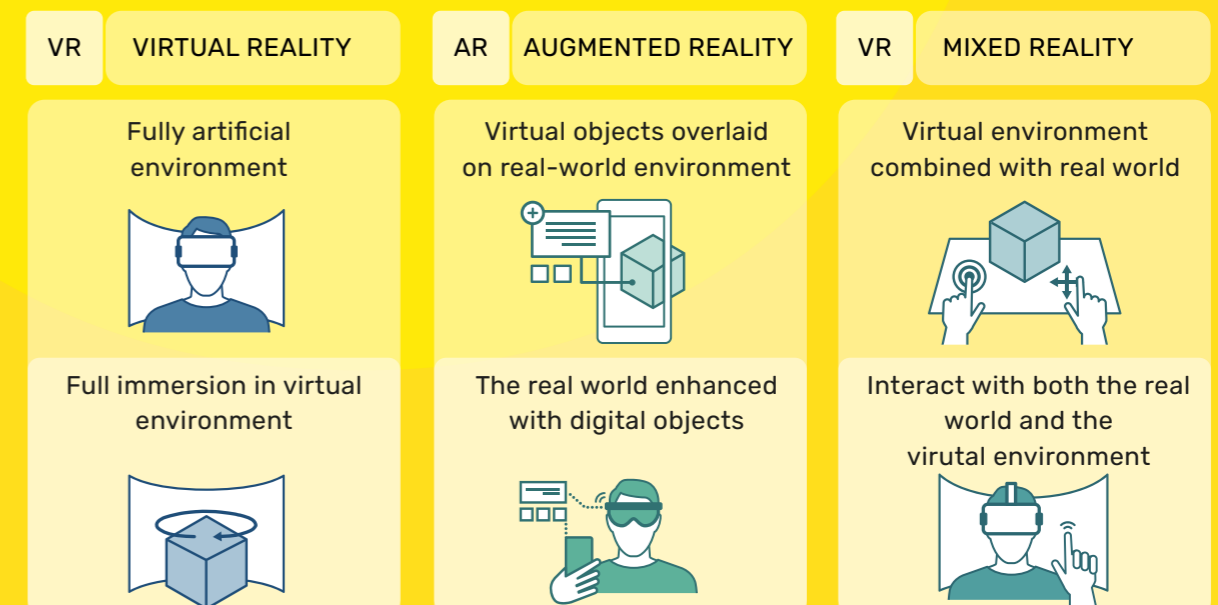 VR VIRTUAL REALITY
AR AUGMENTED REALITY
VR MIXED REALITY
Fully artificial
environment
Virtual objects overlaid
on real-world environment
Virtual environment
combined with real world
Full immersion in virtual
environment
The real world enhanced
with digital objects
Interact with both the real
world and the
virutal environment